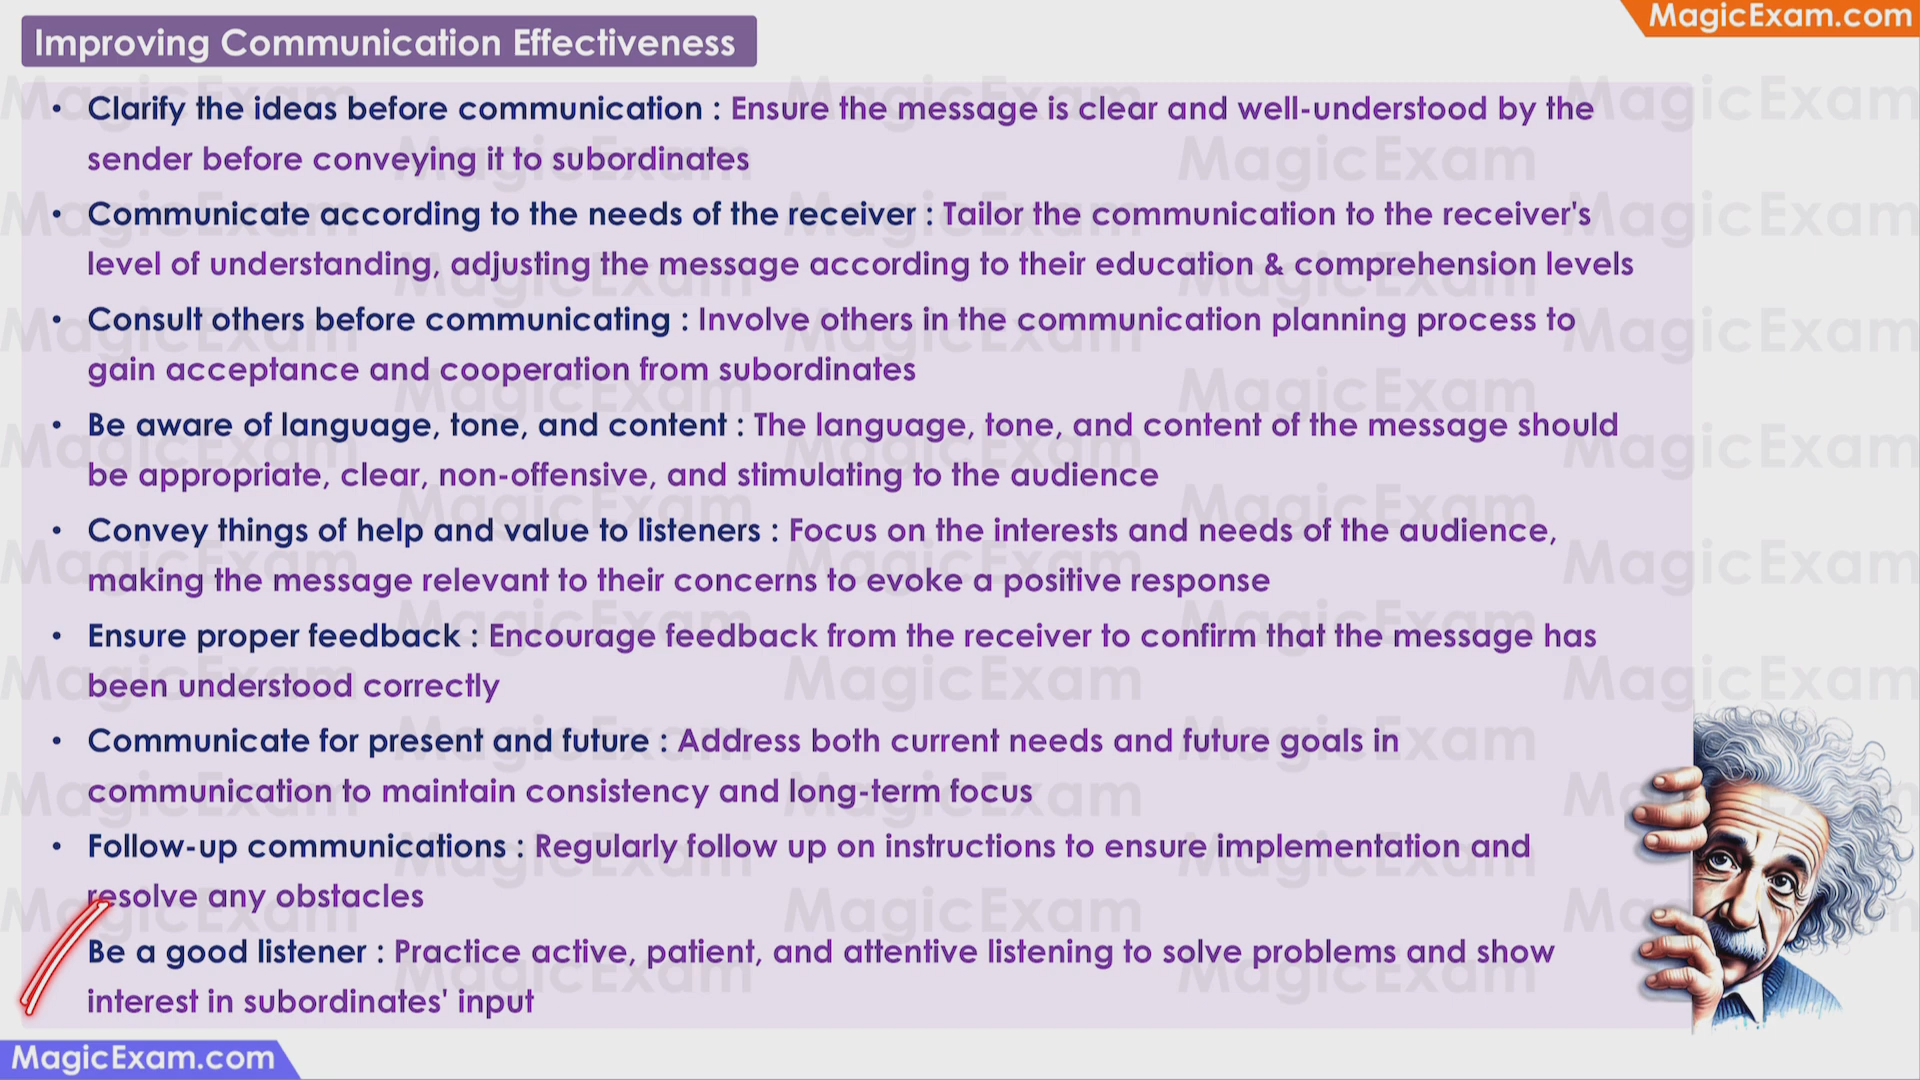 MagicExam.com
Improving Communication Effectiveness
• Clarify the ideas before communication : Ensure the message is clear and well-understood by the
sender before conveying it to subordinates
• Communicate according to the needs of the receiver : Tailor the communication to the receiver's
level of understanding, adjusting the message according to their education & comprehension levels
• Consult others before communicating : Involve others in the communication planning process to
gain acceptance and cooperation from subordinates
• Be aware of language, tone, and content : The language, tone, and content of the message should
be appropriate, clear, non-offensive, and stimulating to the audience
• Convey things of help and value to listeners : Focus on the interests and needs of the audience,
making the message relevant to their concerns to evoke a positive response
• Ensure proper feedback : Encourage feedback from the receiver to confirm that the message has
been understood correctly
• Communicate for present and future : Address both current needs and future goals in
communication to maintain consistency and long-term focus
• Follow-up communications : Regularly follow up on instructions to ensure implementation and
resolve any obstacles
Be a good listener : Practice active, patient, and attentive listening to solve problems and show
interest in subordinates' input
MagicExam.com